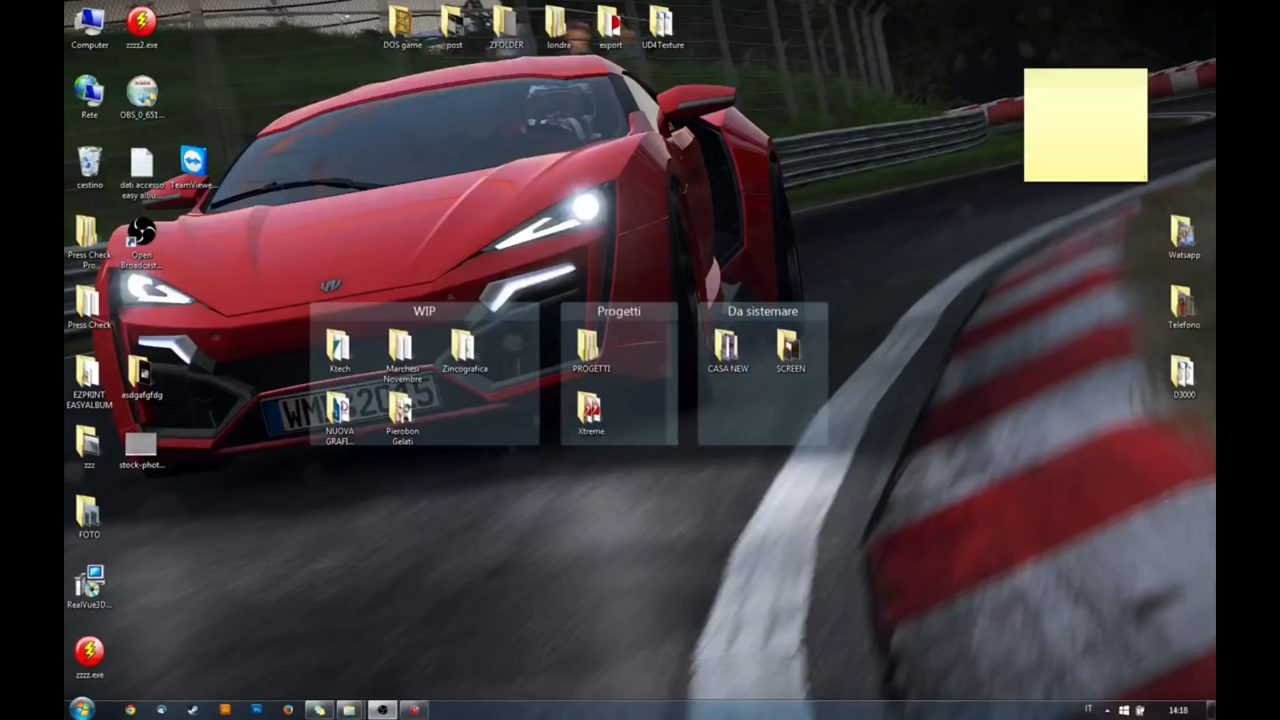 Computer
zzzz2.exe
DOS game
post
ZFOLDER
londra
export
UD4Texture
Rete
OBS_0_651...
cestino
dati accesso
easy albu...
TeamViewe...
Press Check
Pro...
Open
Broadcast...
Watsapp
Press Check
Telefono
WIP
Progetti
Da sistemare
Ktech
Marchesi
Novembre
Zincografica
PROGETTI
CASA NEW
SCREEN
EZPRINT
EASYALBUM
asdgafgfdg
D3000
NUOVA
GRAFI...
Pierobon
Gelati
Xtreme
zzz
stock-phot...
FOTO
RealVue3D...
zzzz.exe
IT
14:18